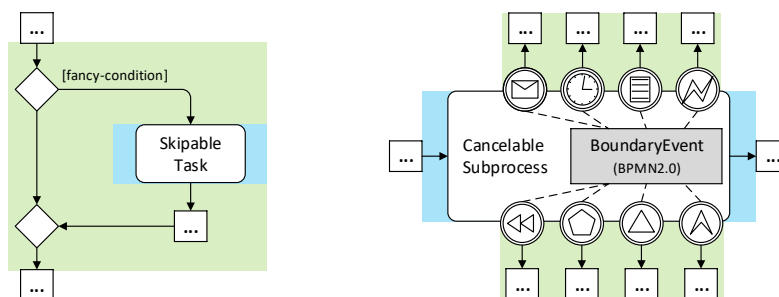 ...
[fancy-condition]
Skipable
Task
...
...
... ... ... ...
...
Cancelable
Subprocess
BoundaryEvent
(BPMN2.0)
...
... ... ... ...